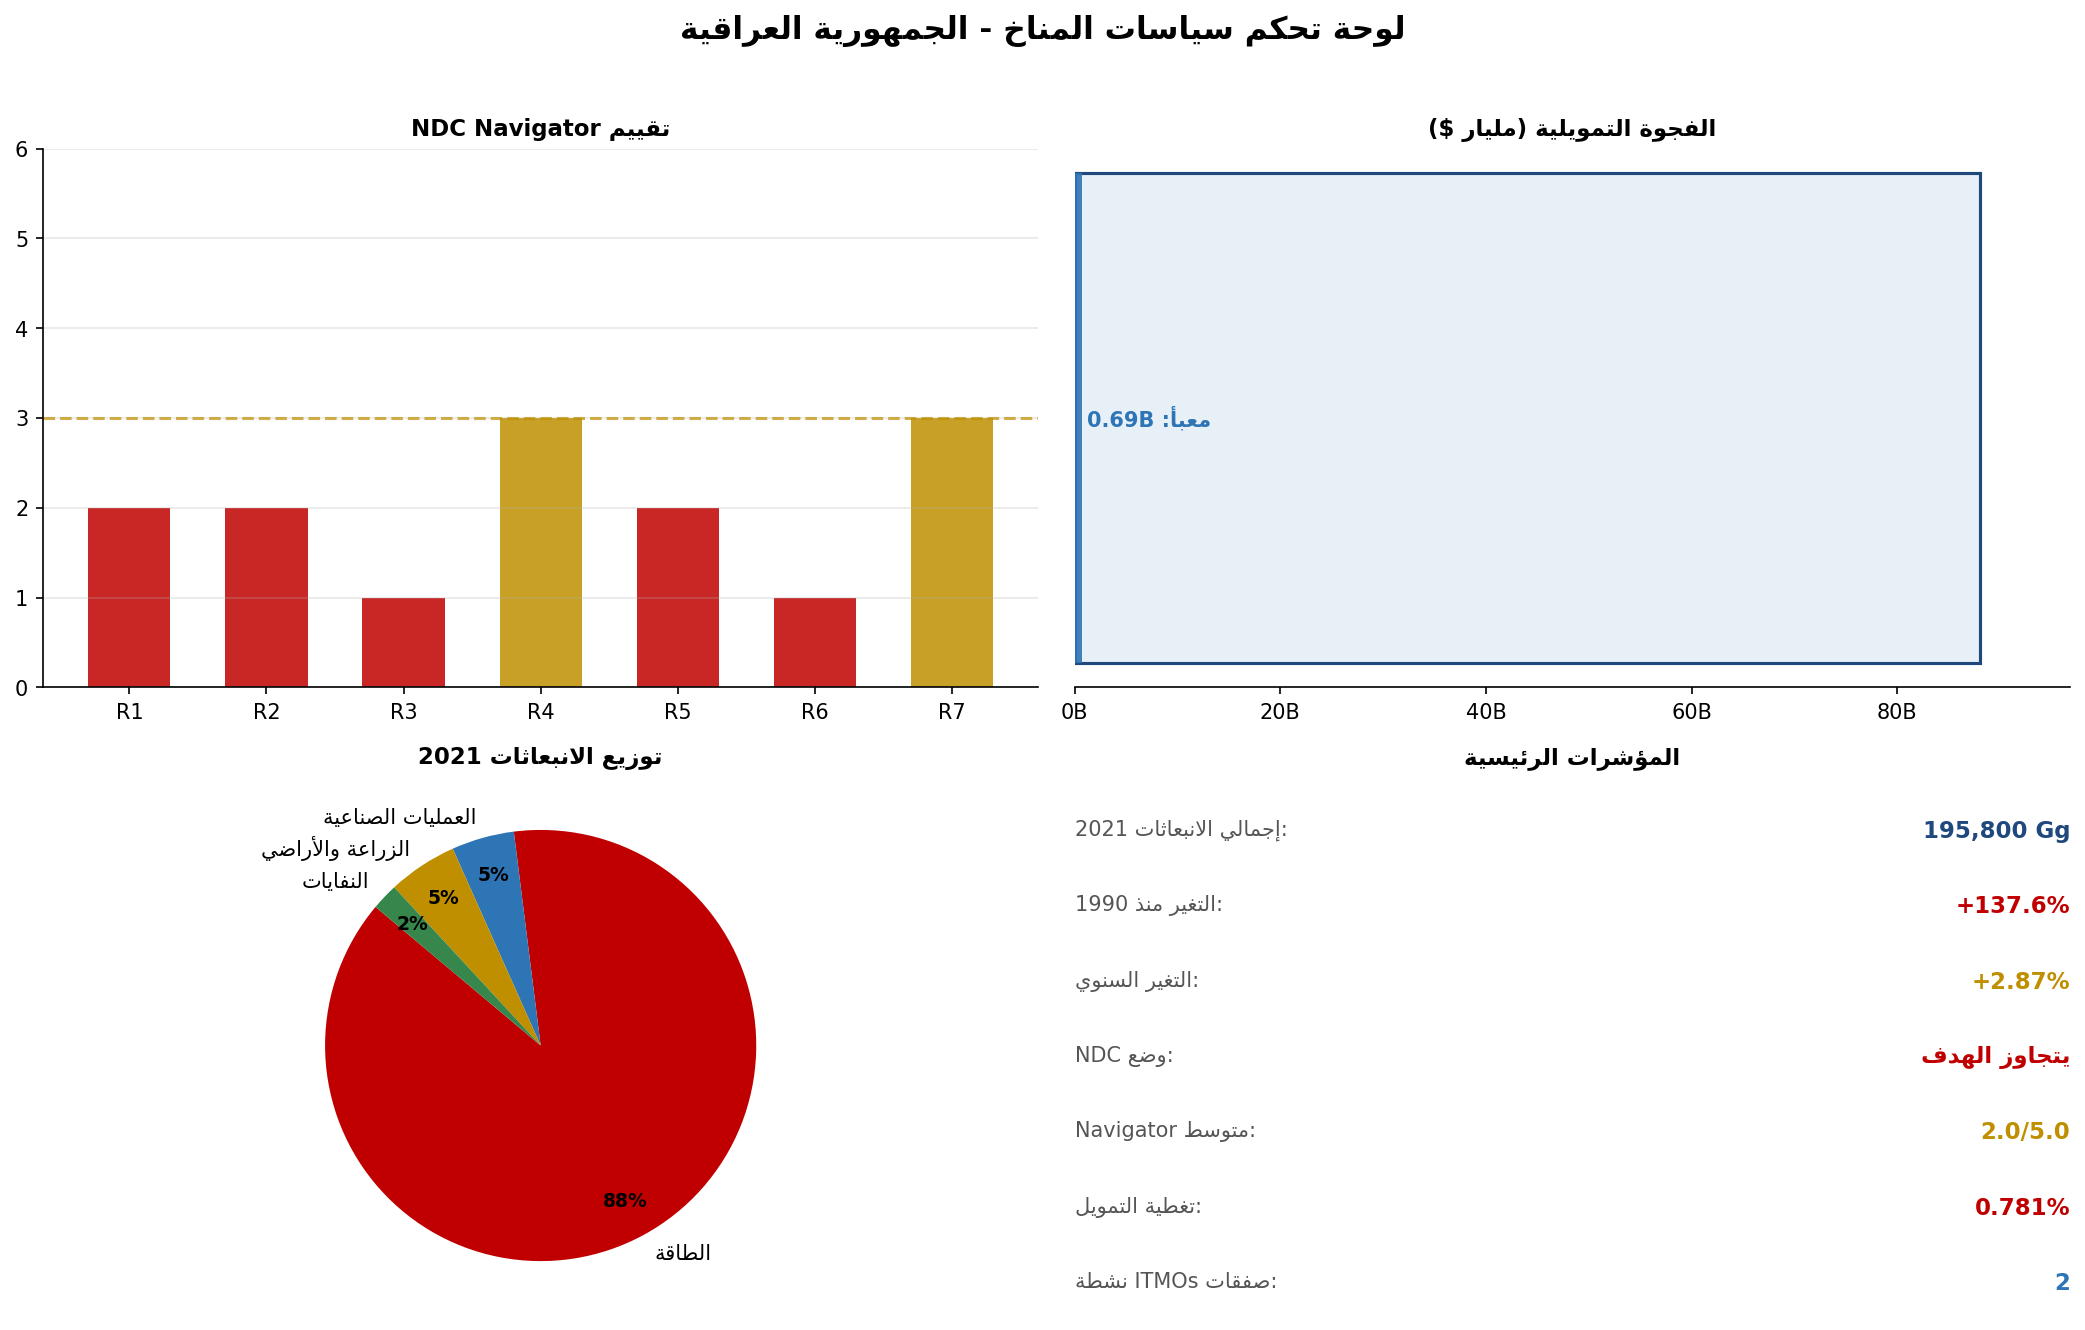 لوحة تحكم سياسات المناخ - الجمهورية العراقية
تقييم NDC Navigator
6
5
4
3
2
1
0
R1 R2 R3 R4 R5 R6 R7
الفجوة التمويلية (مليار $)
معبأ: 0.69B
0B 20B 40B 60B 80B
توزيع الانبعاثات 2021
العمليات الصناعية
الزراعة والأراضي
النفايات
5%
5%
2%
88%
الطاقة
المؤشرات الرئيسية
إجمالي الانبعاثات 2021: 195,800 Gg
التغير منذ 1990: +137.6%
التغير السنوي: +2.87%
وضع NDC: يتجاوز الهدف
متوسط Navigator: 2.0/5.0
تغطية التمويل: 0.781%
صفقات ITMOs نشطة: 2